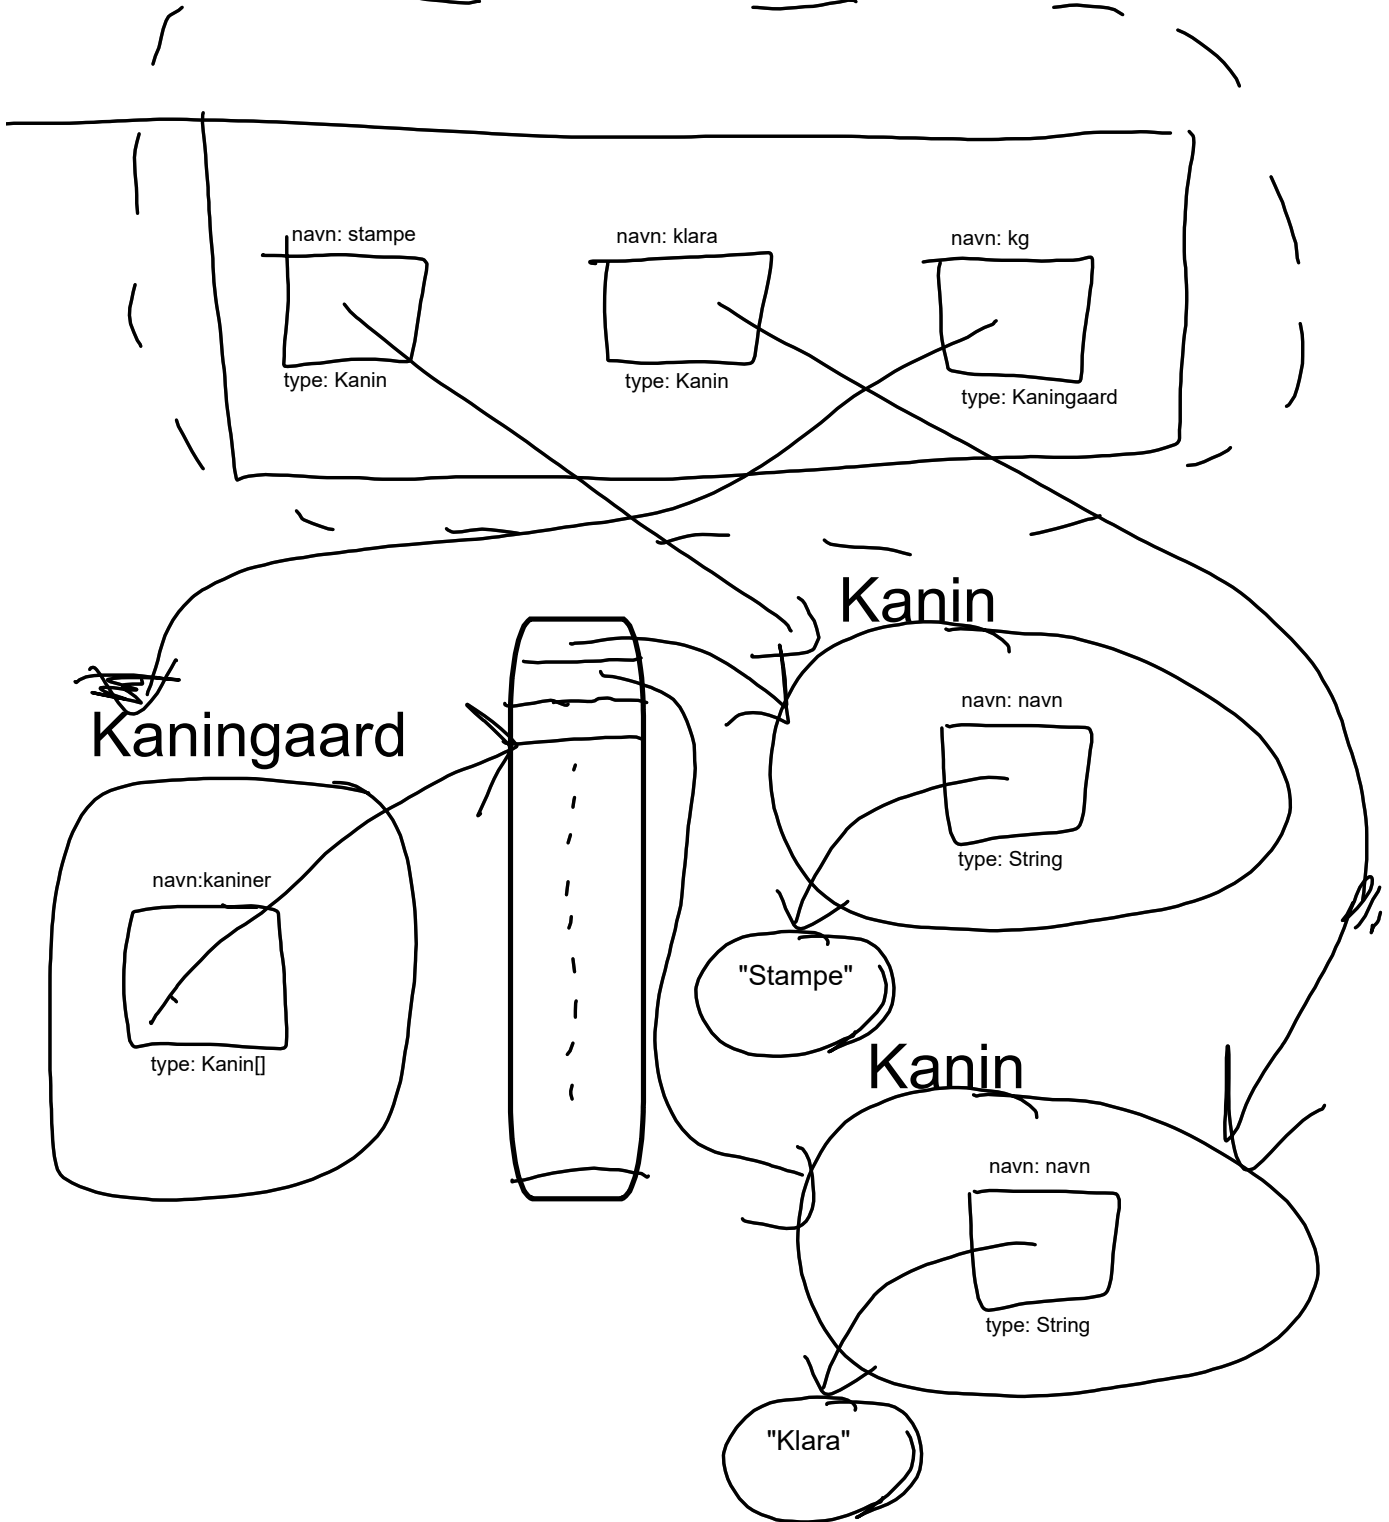 navn: stampe
navn: klara
navn: kg
type: Kanin
type: Kanin
type: Kaningaard
Kanin
navn: navn
type: String
"Stampe"
Kaningaard
navn:kaniner
type: Kanin[]
Kanin
navn: navn
type: String
"Klara"